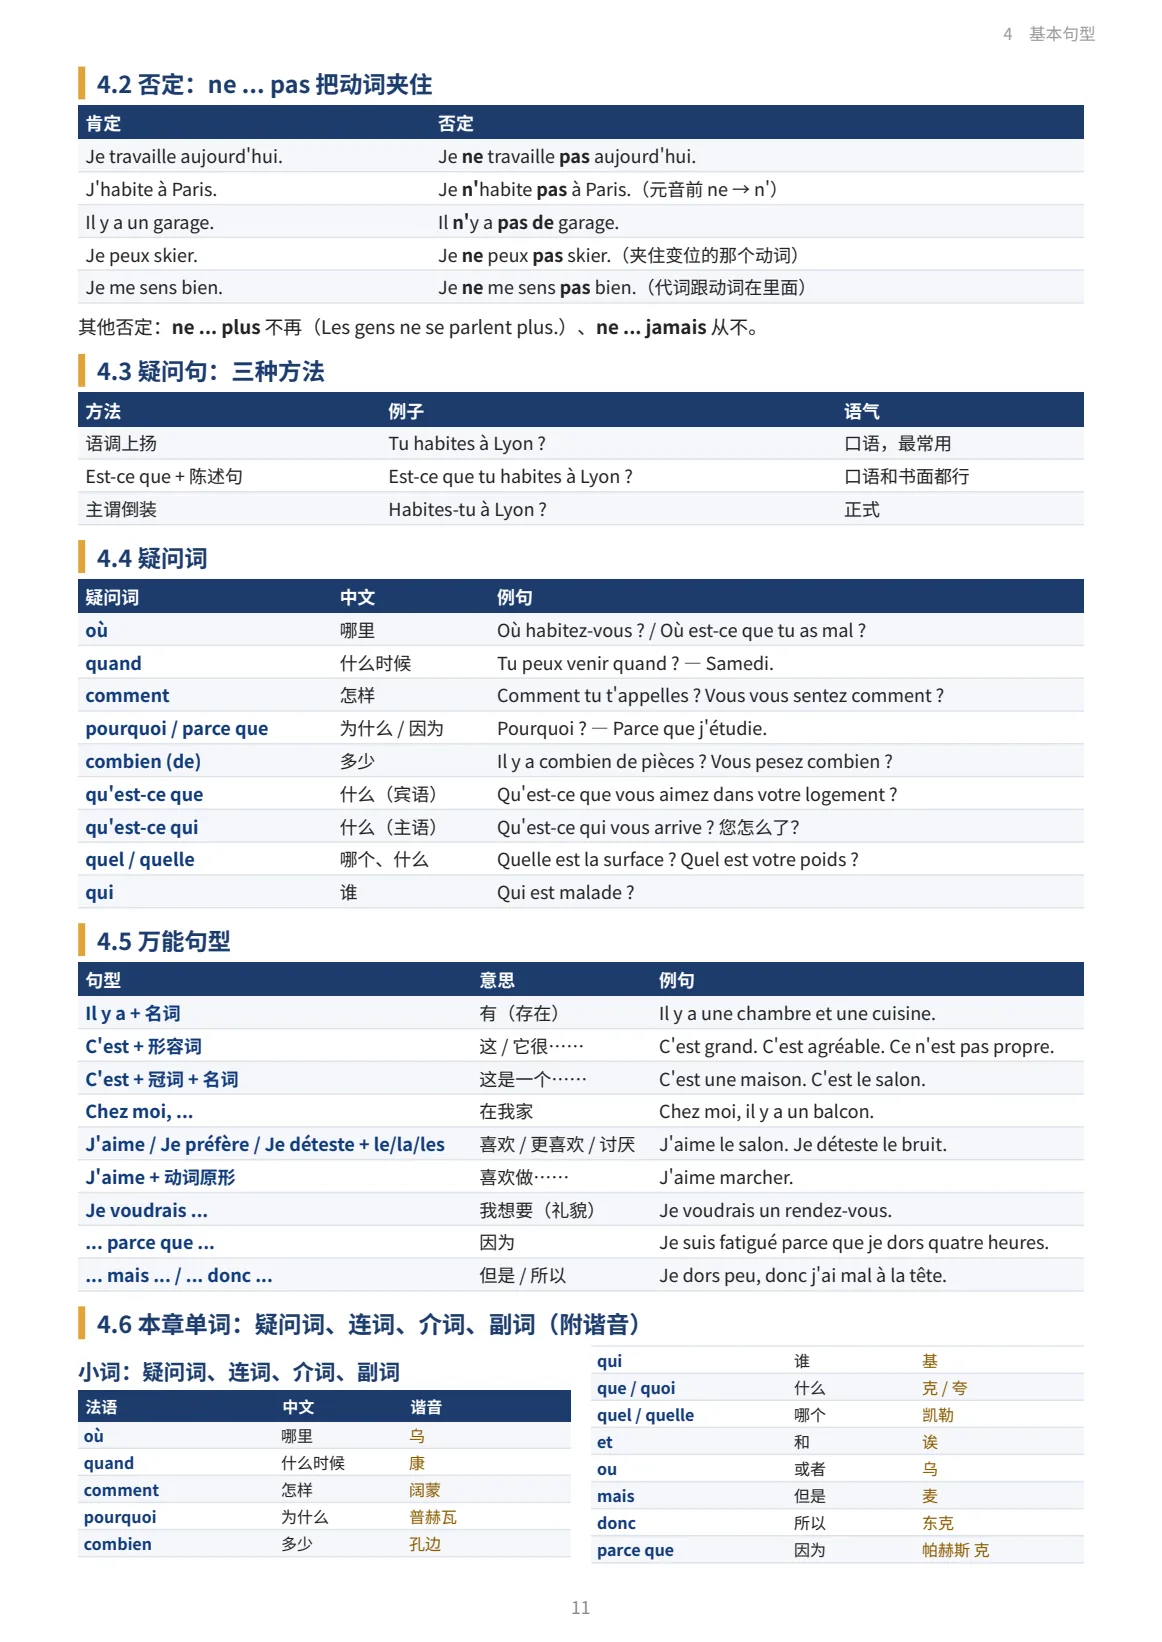 4 基本句型
4.2 否定：ne ... pas 把动词夹住
肯定 否定
Je travaille aujourd'hui. Je ne travaille pas aujourd'hui.
J'habite à Paris. Je n'habite pas à Paris.（元音前 ne → n'）
Il y a un garage. Il n'y a pas de garage.
Je peux skier. Je ne peux pas skier.（夹住变位的那个动词）
Je me sens bien. Je ne me sens pas bien.（代词跟动词在里面）
其他否定：ne ... plus 不再（Les gens ne se parlent plus.）、ne ... jamais 从不。
4.3 疑问句：三种方法
方法 例子 语气
语调上扬 Tu habites à Lyon ? 口语，最常用
Est-ce que + 陈述句 Est-ce que tu habites à Lyon ? 口语和书面都行
主谓倒装 Habites-tu à Lyon ? 正式
4.4 疑问词
疑问词 中文 例句
où 哪里 Où habitez-vous ? / Où est-ce que tu as mal ?
quand 什么时候 Tu peux venir quand ? — Samedi.
comment 怎样 Comment tu t'appelles ? Vous vous sentez comment ?
pourquoi / parce que 为什么 / 因为 Pourquoi ? — Parce que j'étudie.
combien (de) 多少 Il y a combien de pièces ? Vous pesez combien ?
qu'est-ce que 什么（宾语） Qu'est-ce que vous aimez dans votre logement ?
qu'est-ce qui 什么（主语） Qu'est-ce qui vous arrive ? 您怎么了？
quel / quelle 哪个、什么 Quelle est la surface ? Quel est votre poids ?
qui 谁 Qui est malade ?
4.5 万能句型
句型 意思 例句
Il y a + 名词 有（存在） Il y a une chambre et une cuisine.
C'est + 形容词 这 / 它很…… C'est grand. C'est agréable. Ce n'est pas propre.
C'est + 冠词 + 名词 这是一个…… C'est une maison. C'est le salon.
Chez moi, ... 在我家 Chez moi, il y a un balcon.
J'aime / Je préfère / Je déteste + le/la/les 喜欢 / 更喜欢 / 讨厌 J'aime le salon. Je déteste le bruit.
J'aime + 动词原形 喜欢做…… J'aime marcher.
Je voudrais ... 我想要（礼貌） Je voudrais un rendez-vous.
... parce que ... 因为 Je suis fatigué parce que je dors quatre heures.
... mais ... / ... donc ... 但是 / 所以 Je dors peu, donc j'ai mal à la tête.
4.6 本章单词：疑问词、连词、介词、副词（附谐音）
小词：疑问词、连词、介词、副词
法语 中文 谐音
où 哪里 乌
quand 什么时候 康
comment 怎样 阔蒙
pourquoi 为什么 普赫瓦
combien 多少 孔边
qui 谁 基
que / quoi 什么 克 / 夸
quel / quelle 哪个 凯勒
et 和 诶
ou 或者 乌
mais 但是 麦
donc 所以 东克
parce que 因为 帕赫斯 克
11